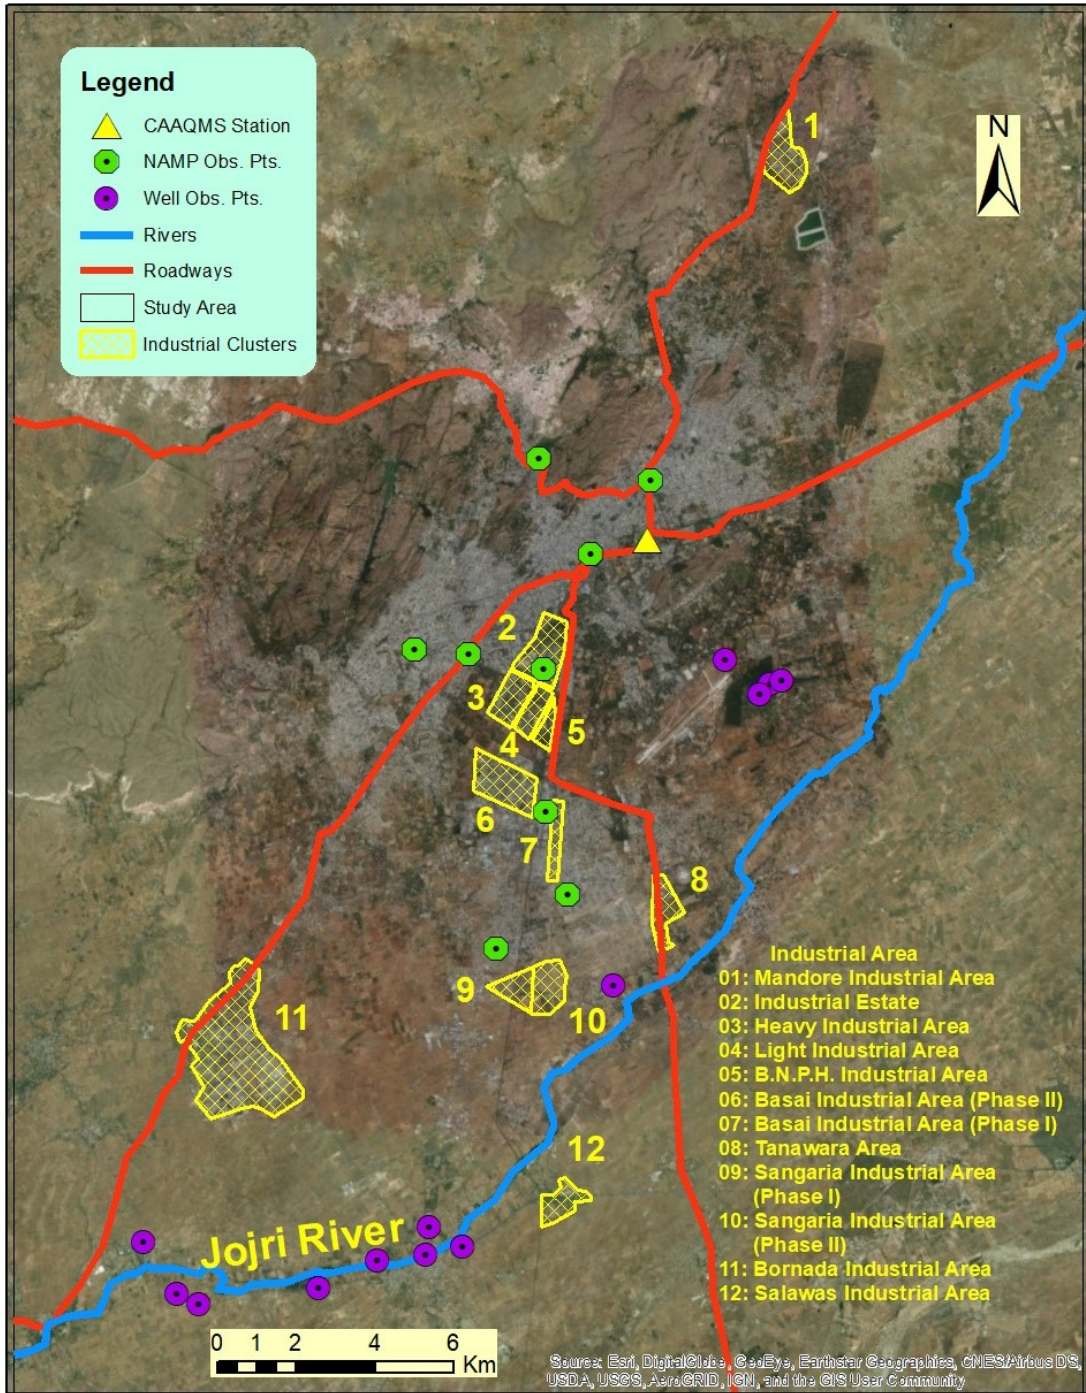 Legend
CAAQMS Station
NAMP Obs. Pts.
Well Obs. Pts.
Rivers
Roadways
Study Area
Industrial Clusters
1
N
2
3
4
5
6
7
8
9
10
11
12
Industrial Area
01: Mandore Industrial Area
02: Industrial Estate
03: Heavy Industrial Area
04: Light Industrial Area
05: B.N.P.H. Industrial Area
06: Basai Industrial Area (Phase II)
07: Basai Industrial Area (Phase I)
08: Tanawara Area
09: Sangaria Industrial Area
(Phase I)
10: Sangaria Industrial Area
(Phase II)
11: Bornada Industrial Area
12: Salawas Industrial Area
Jojri River
0 1 2 4 6
Km
Source: Esri, DigitalGlobe, GeoEye, Earthstar Geographics, CNES/Airbus DS,
USDA, USGS, AeroGRID, IGN, and the GIS User Community